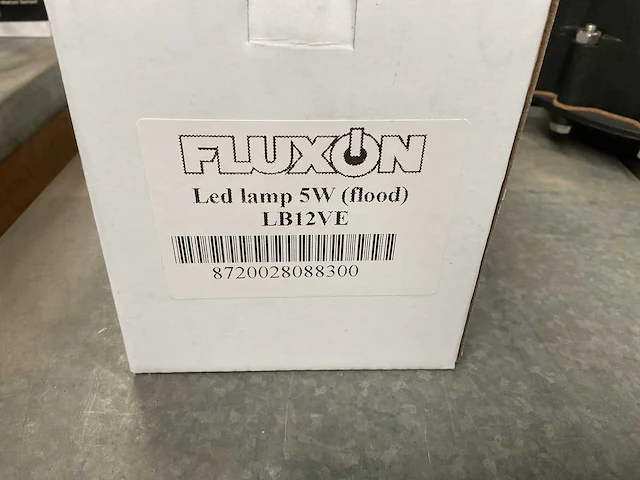 FLUXON
Led lamp 5W (flood)
LB12VE
8720028088300